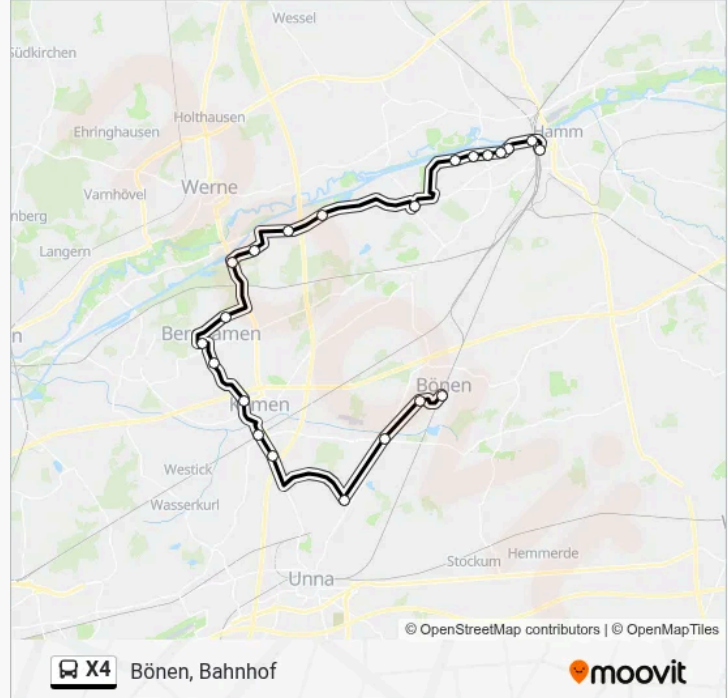 Wessel
Südkirchen
Holthausen
Ehringhausen
Hamm
Werne
Vamhövel
Langern
Bergkamen
Bönen
Kamen
Westick
Wasserkurl
Hemmerde
Stockum
Unna
© OpenStreetMap contributors | © OpenMapTiles
X4 Bönen, Bahnhof
moovit